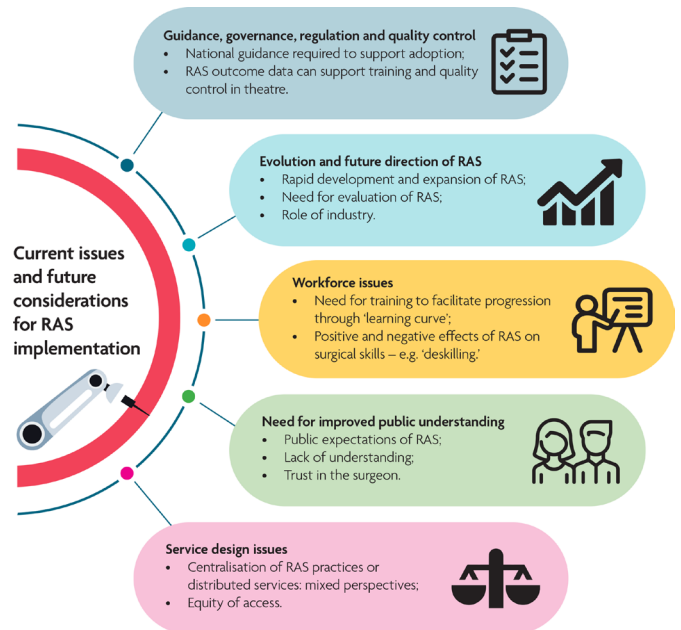 Guidance, governance, regulation and quality control
• National guidance required to support adoption;
• RAS outcome data can support training and quality
control in theatre.
Evolution and future direction of RAS
• Rapid development and expansion of RAS;
• Need for evaluation of RAS;
• Role of industry.
Current issues
and future
considerations
for RAS
implementation
Workforce issues
• Need for training to facilitate progression
through ‘learning curve’;
• Positive and negative effects of RAS on
surgical skills – e.g. ‘deskilling.’
Need for improved public understanding
• Public expectations of RAS;
• Lack of understanding;
• Trust in the surgeon.
Service design issues
• Centralisation of RAS practices or
distributed services: mixed perspectives;
• Equity of access.